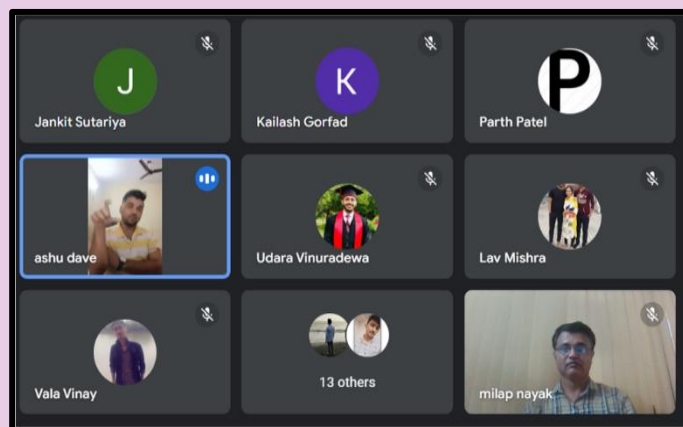 J
Jankit Sutariya
K
Kailash Gorfad
P
Parth Patel
ashu dave
Udara Vinuradewa
Lav Mishra
Vala Vinay
13 others
milap nayak